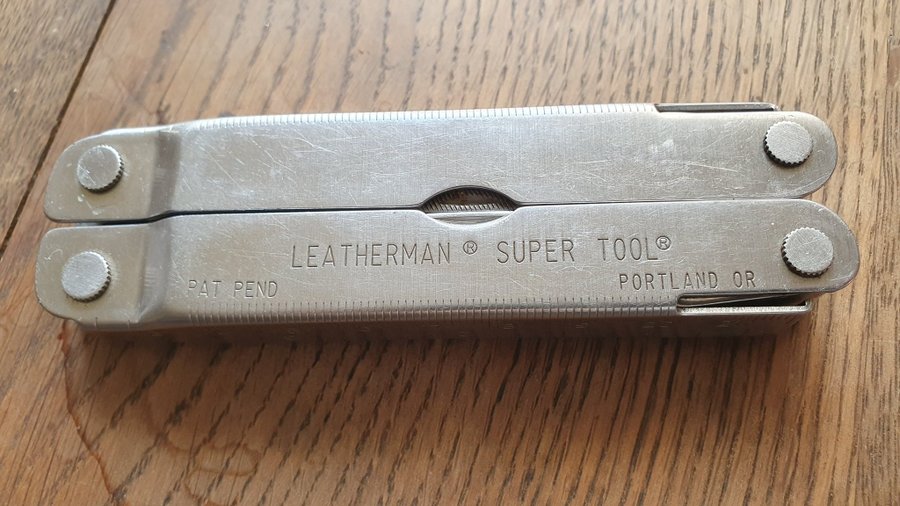 LEATHERMAN® SUPER TOOL®
PAT PEND PORTLAND OR